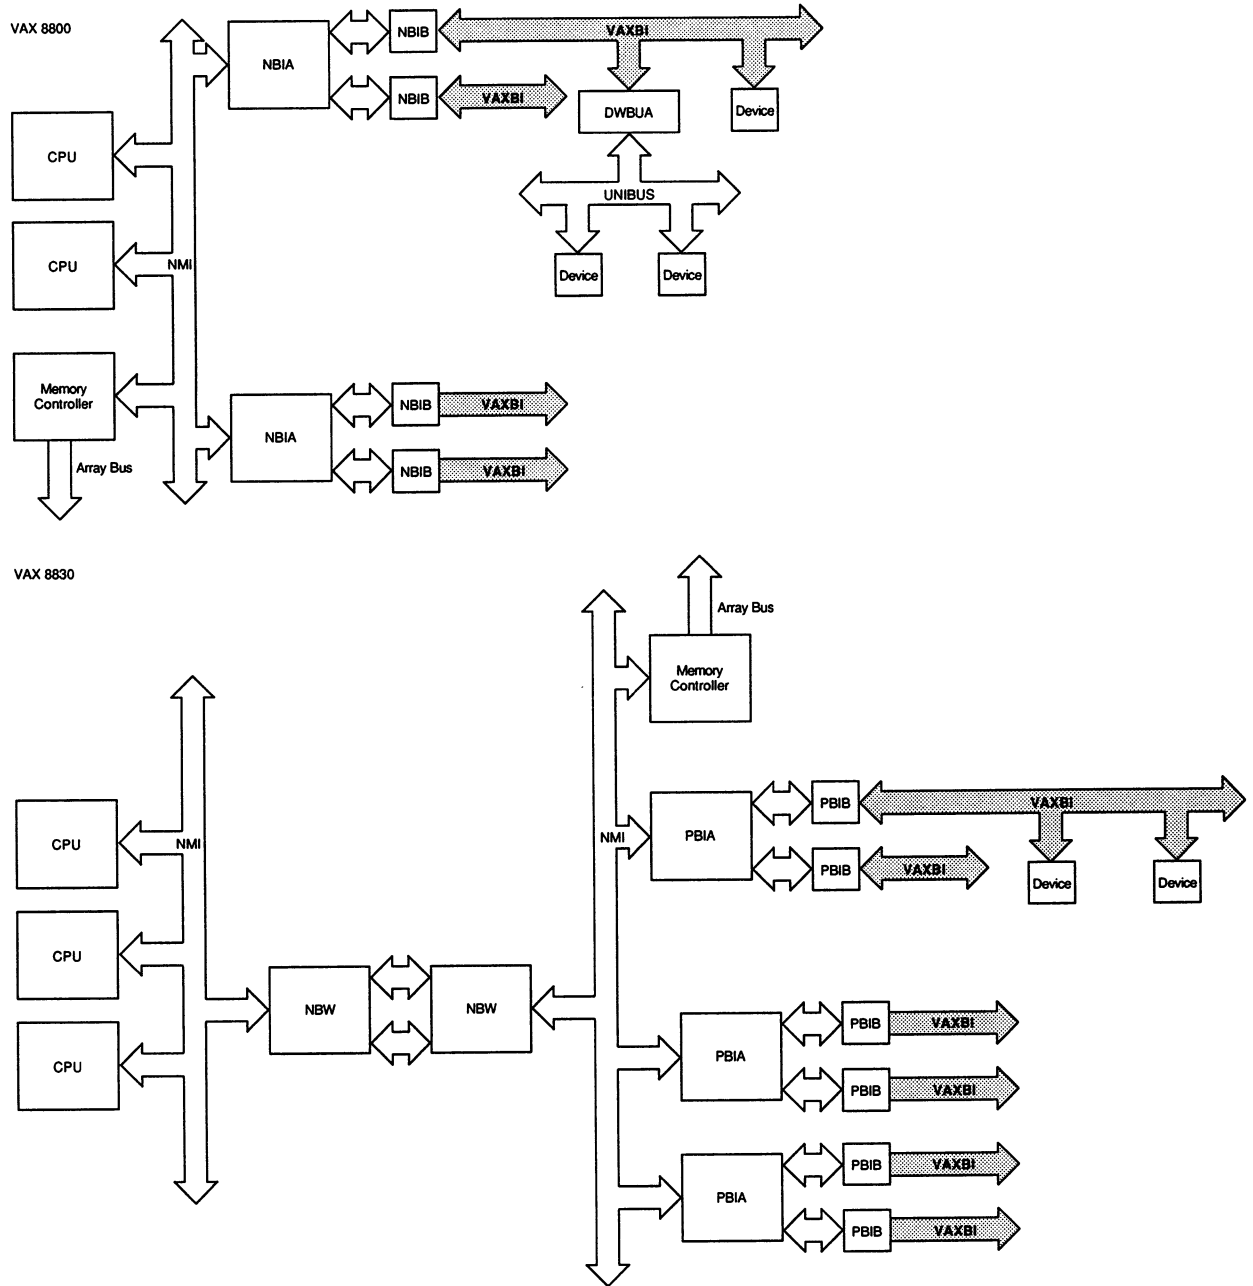 VAX 8800
NBIA
NBIB
VAXBI
NBIB
VAXBI
DWBUA
Device
CPU
UNIBUS
CPU
NMI
Device
Device
Memory
Controller
NBIA
NBIB
VAXBI
NBIB
VAXBI
Array Bus
VAX 8830
Array Bus
Memory
Controller
CPU
NMI
NMI
PBIA
PBIB
VAXBI
PBIB
VAXBI
Device
Device
CPU
NBW
NBW
CPU
PBIA
PBIB
VAXBI
PBIB
VAXBI
PBIA
PBIB
VAXBI
PBIB
VAXBI